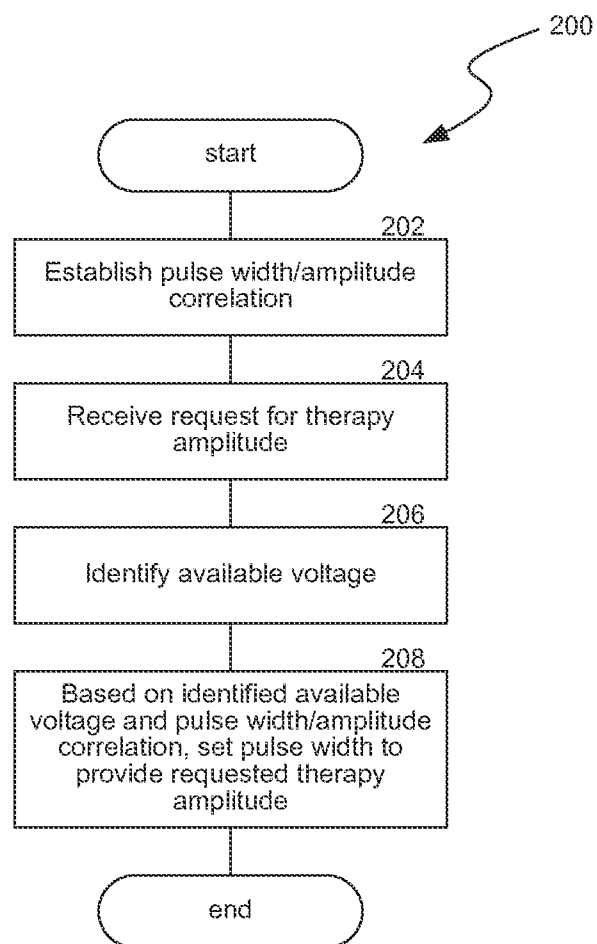 200
start
202
Establish pulse width/amplitude
correlation
204
Receive request for therapy
amplitude
206
Identify available voltage
208
Based on identified available
voltage and pulse width/amplitude
correlation, set pulse width to
provide requested therapy
amplitude
end